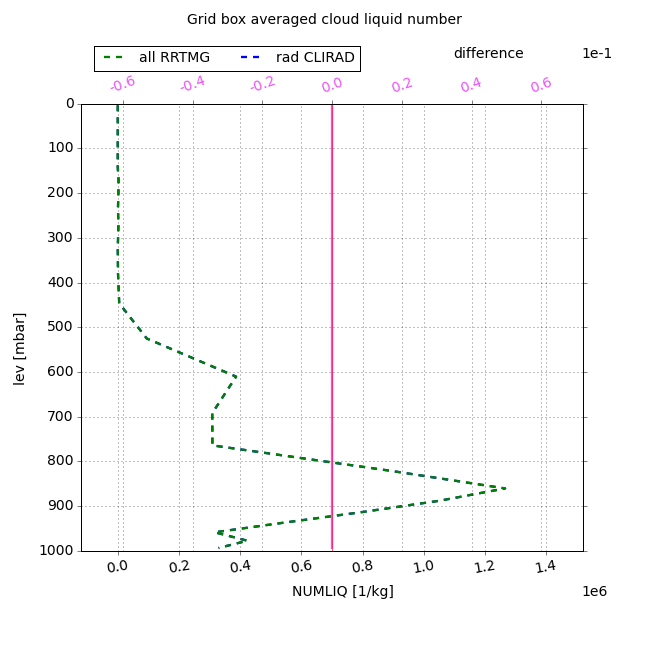 Grid box averaged cloud liquid number
all RRTMG rad CLIRAD difference 1e-1
-0.6 -0.4 -0.2 0.0 0.2 0.4 0.6
0
100
200
300
400
500
600
700
800
900
1000
lev [mbar]
0.0 0.2 0.4 0.6 0.8 1.0 1.2 1.4
NUMLIQ [1/kg] 1e6